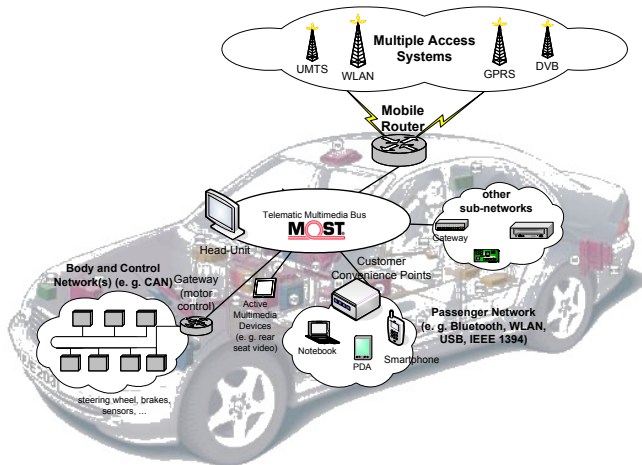 Multiple Access
Systems
UMTS
WLAN
GPRS
DVB
Mobile
Router
Telematic Multimedia Bus
MOST
Head-Unit
other
sub-networks
Gateway
Customer
Convenience Points
Body and Control
Network(s) (e. g. CAN)
Gateway
(motor
control)
Active
Multimedia
Devices
(e. g. rear
seat video)
Passenger Network
(e. g. Bluetooth, WLAN,
USB, IEEE 1394)
Notebook
PDA
Smartphone
steering wheel, brakes,
sensors, ...